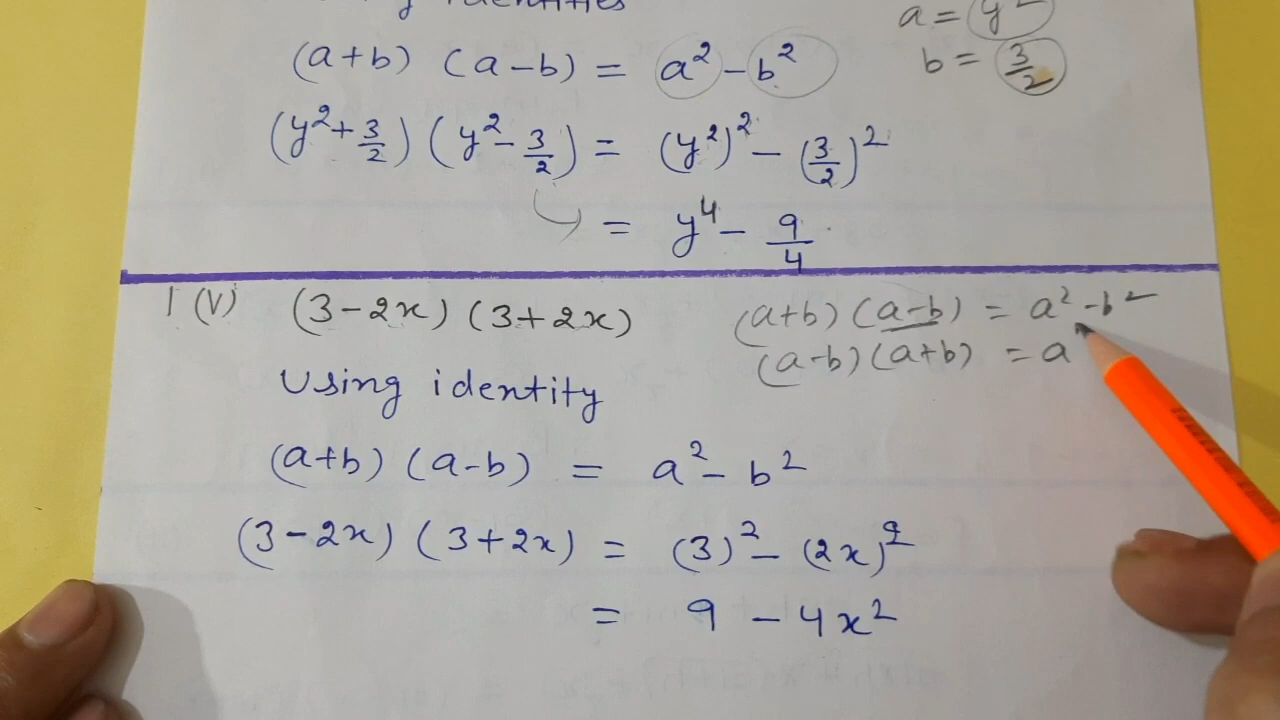 identities
a = y²
(a+b) (a-b) = a² - b²
b = 3/2
(y² + 3/2) (y² - 3/2) = (y²)² - (3/2)²
= y⁴ - 9/4
1 (V) (3-2x) (3+2x)
(a+b) (a-b) = a² - b²
(a-b) (a+b) = a
Using identity
(a+b) (a-b) = a² - b²
(3-2x) (3+2x) = (3)² - (2x)²
= 9 - 4x²